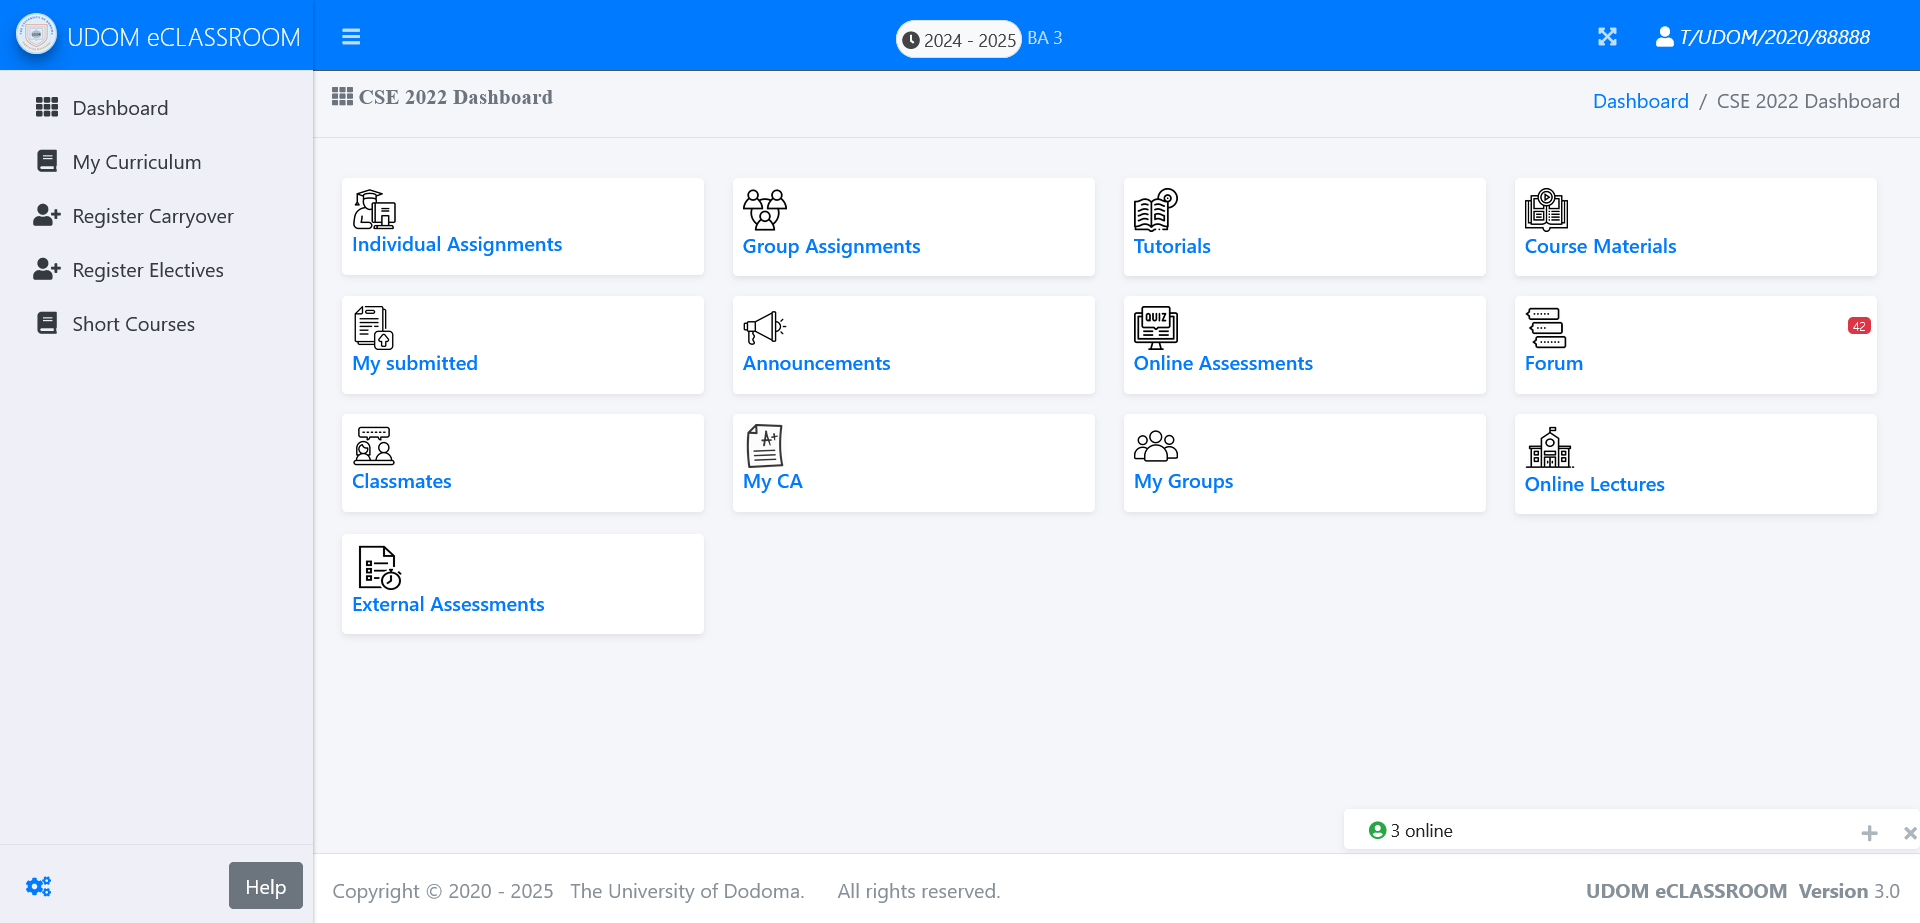 UDOM eCLASSROOM
2024 - 2025 BA 3
T/UDOM/2020/88888
Dashboard
My Curriculum
Register Carryover
Register Electives
Short Courses
Help
CSE 2022 Dashboard
Dashboard / CSE 2022 Dashboard
Individual Assignments
Group Assignments
Tutorials
Course Materials
My submitted
Announcements
QUIZ
Online Assessments
42
Forum
Classmates
A+
My CA
My Groups
Online Lectures
External Assessments
3 online
Copyright © 2020 - 2025 The University of Dodoma. All rights reserved.
UDOM eCLASSROOM Version 3.0